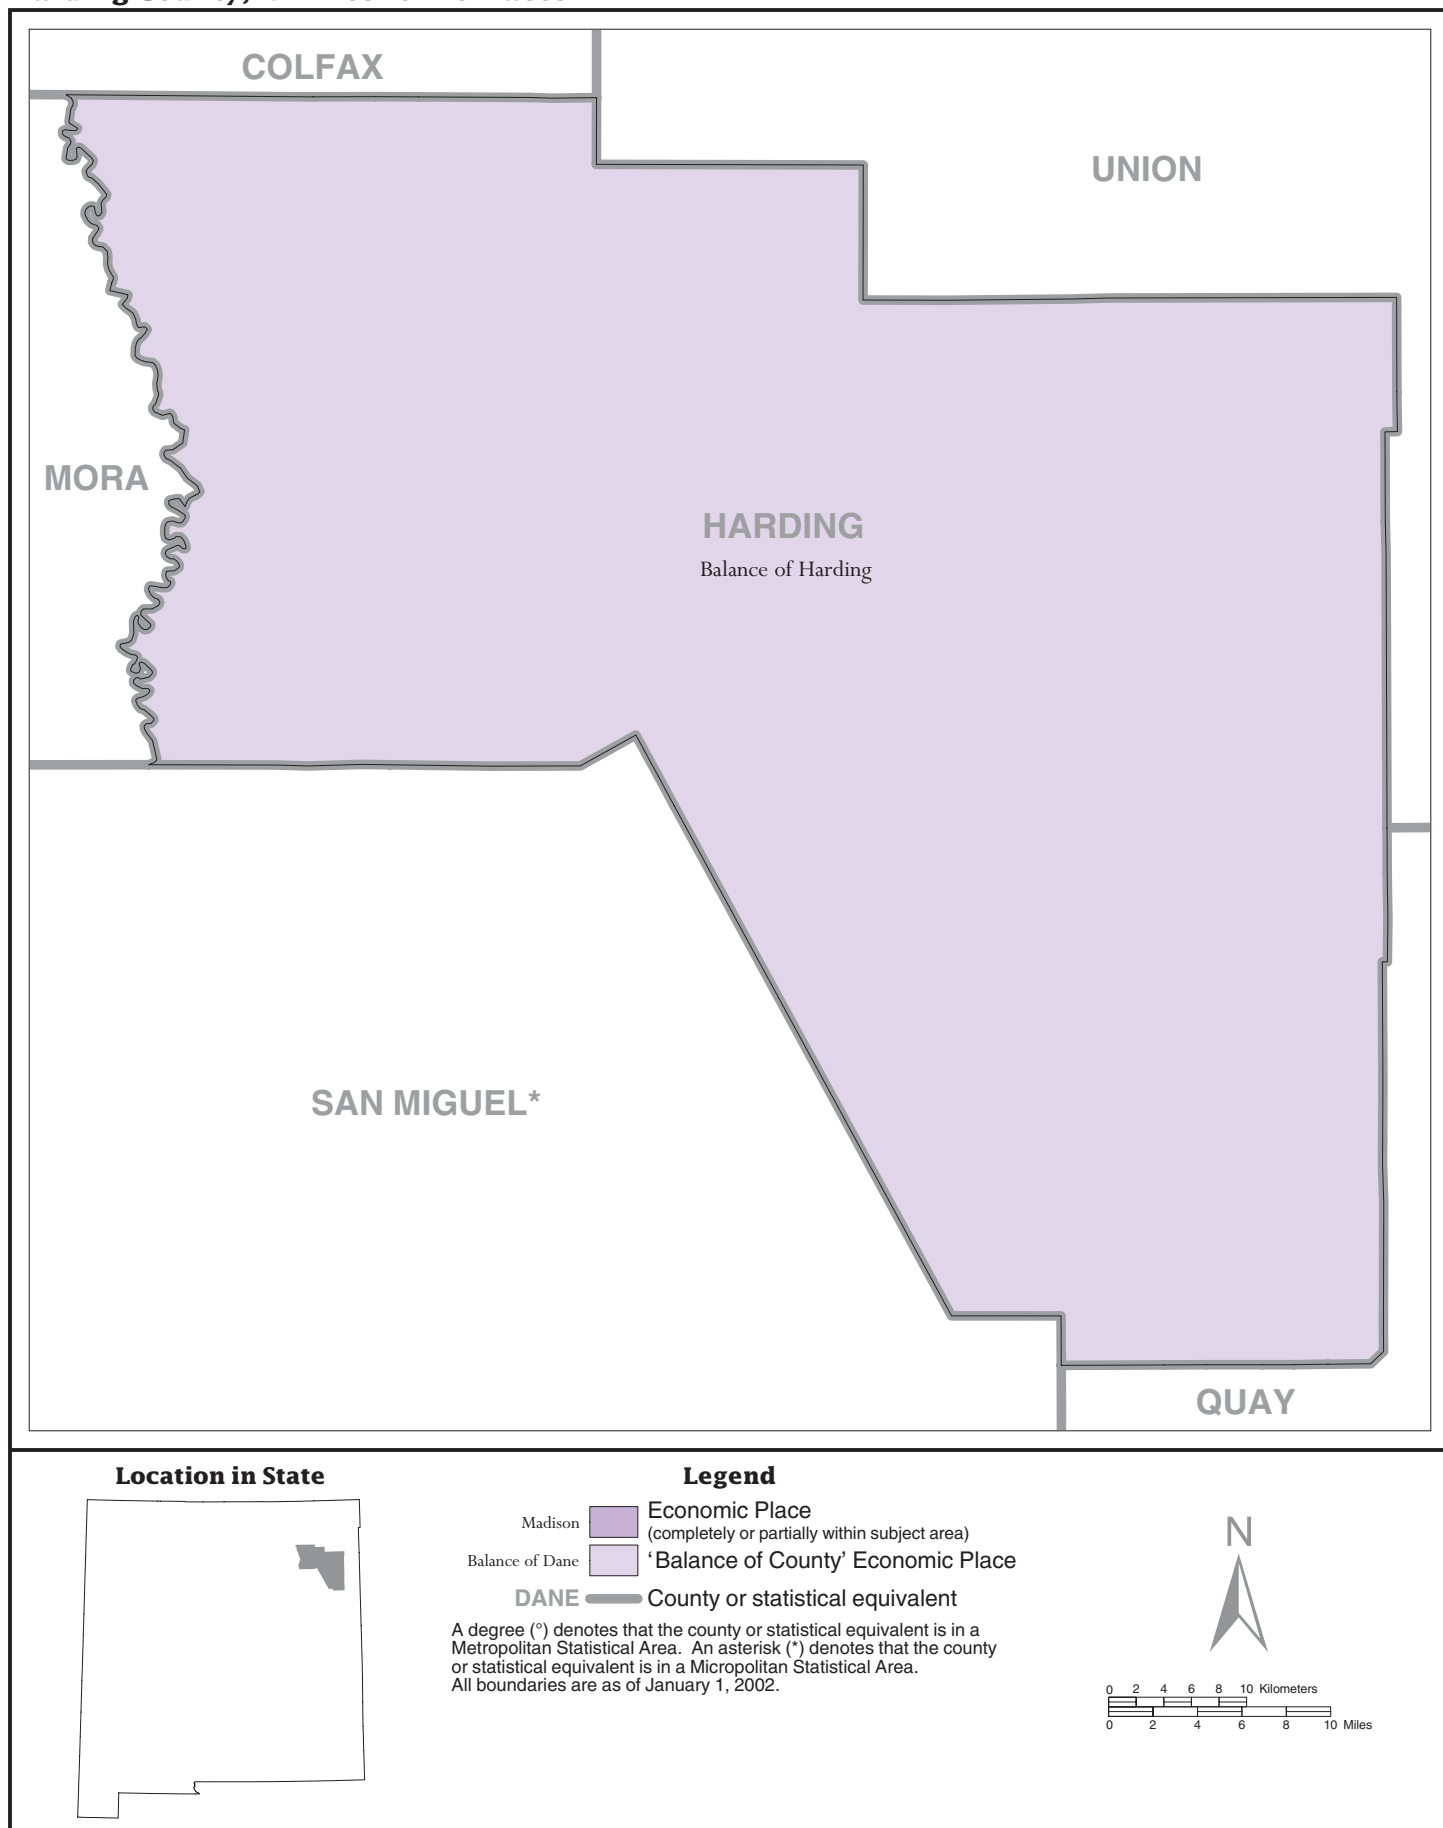 COLFAX
UNION
MORA
HARDING
Balance of Harding
SAN MIGUEL*
QUAY
Location in State
Legend
Madison
Economic Place
(completely or partially within subject area)
Balance of Dane
‘Balance of County’ Economic Place
DANE
County or statistical equivalent
A degree (°) denotes that the county or statistical equivalent is in a
Metropolitan Statistical Area. An asterisk (*) denotes that the county
or statistical equivalent is in a Micropolitan Statistical Area.
All boundaries are as of January 1, 2002.
N
0 2 4 6 8 10 Kilometers
0 2 4 6 8 10 Miles